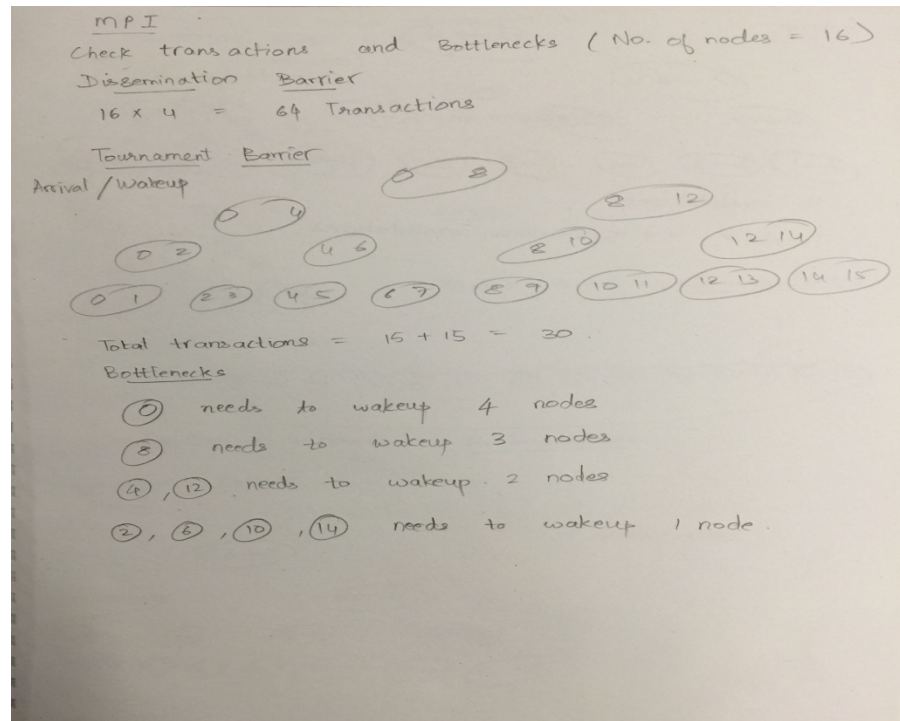 MPI
Check transactions and Bottlenecks (No. of nodes = 16)
Dissemination Barrier
16 x 4 = 64 Transactions
Tournament Barrier
Arrival / Wakeup
0 8
0 4 8 12
0 2 4 6 8 10 12 14
0 1 2 3 4 5 6 7 8 9 10 11 12 13 14 15
Total transactions = 15 + 15 = 30.
Bottlenecks
0 needs to wakeup 4 nodes
8 needs to wakeup 3 nodes
4, 12 needs to wakeup 2 nodes
2, 6, 10, 14 needs to wakeup 1 node.